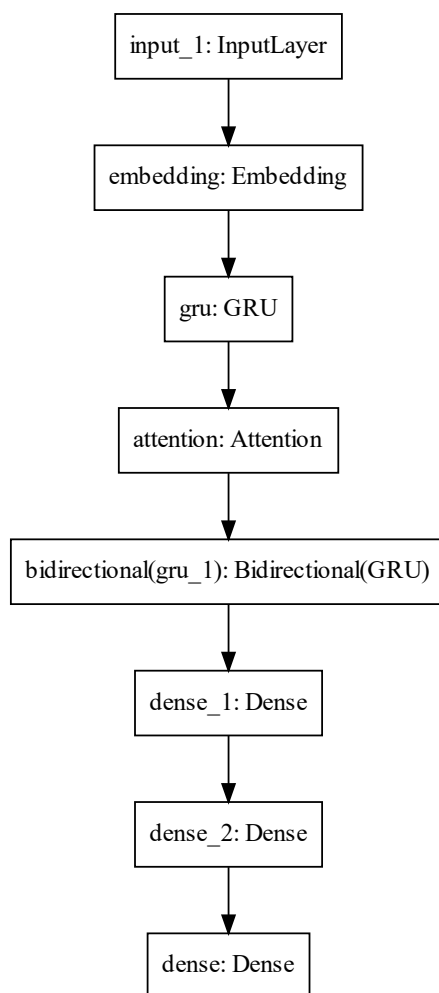 input_1: InputLayer
embedding: Embedding
gru: GRU
attention: Attention
bidirectional(gru_1): Bidirectional(GRU)
dense_1: Dense
dense_2: Dense
dense: Dense